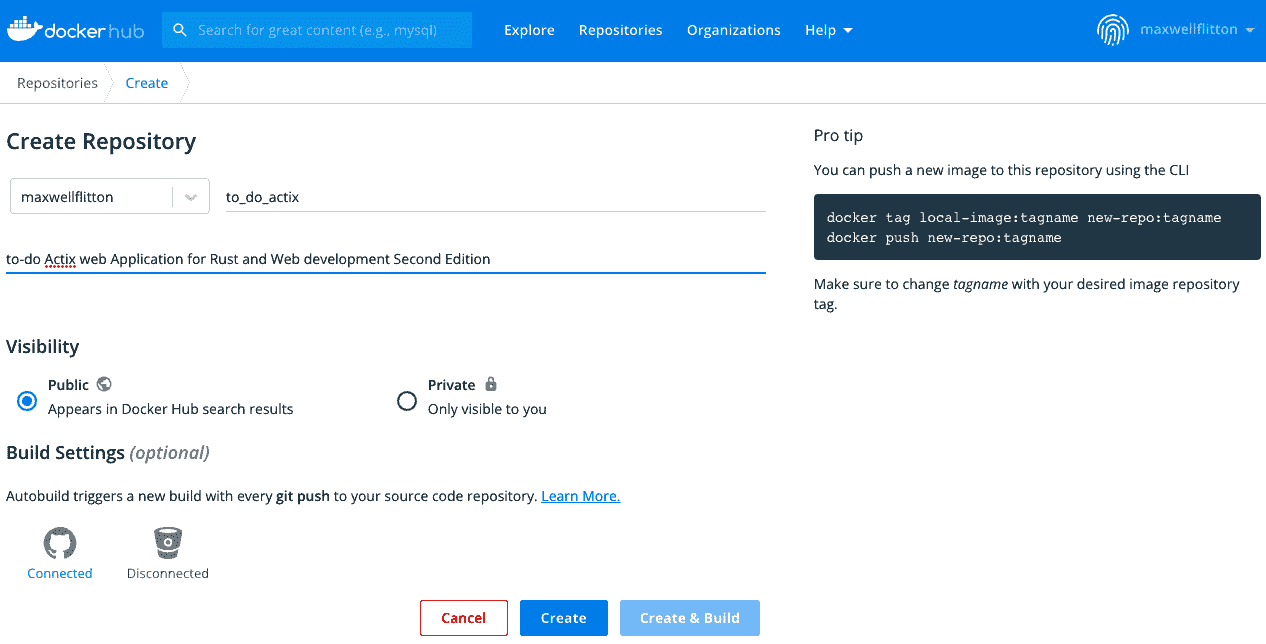 docker hub
Search for great content (e.g., mysql)
Explore
Repositories
Organizations
Help
maxwellflitton
Repositories
Create
Create Repository
maxwellflitton
to_do_actix
to-do Actix web Application for Rust and Web development Second Edition
Visibility
Public
Appears in Docker Hub search results
Private
Only visible to you
Build Settings (optional)
Autobuild triggers a new build with every git push to your source code repository. Learn More.
Connected
Disconnected
Cancel
Create
Create & Build
Pro tip
You can push a new image to this repository using the CLI
docker tag local-image:tagname new-repo:tagname
docker push new-repo:tagname
Make sure to change tagname with your desired image repository
tag.